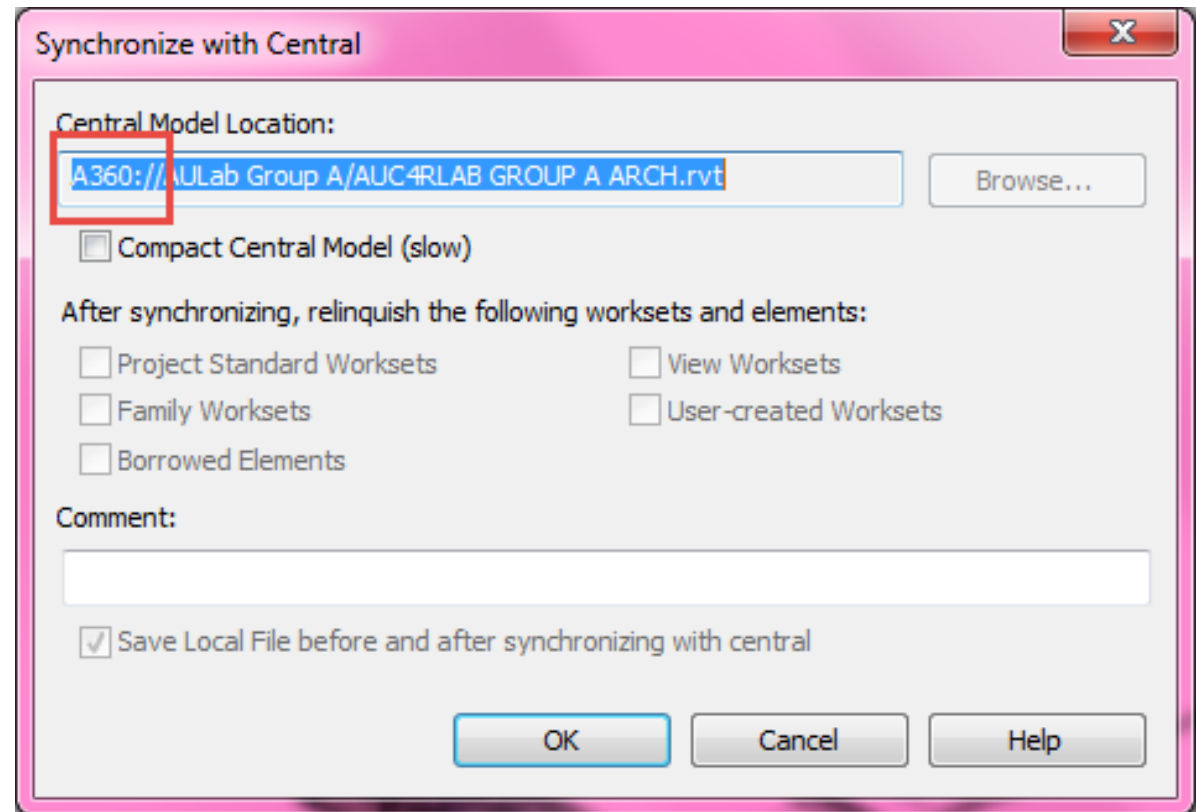 Synchronize with Central
Central Model Location:
A360://AULab Group A/AUC4RLAB GROUP A ARCH.rvt
Browse...
Compact Central Model (slow)
After synchronizing, relinquish the following worksets and elements:
Project Standard Worksets
View Worksets
Family Worksets
User-created Worksets
Borrowed Elements
Comment:
Save Local File before and after synchronizing with central
OK
Cancel
Help